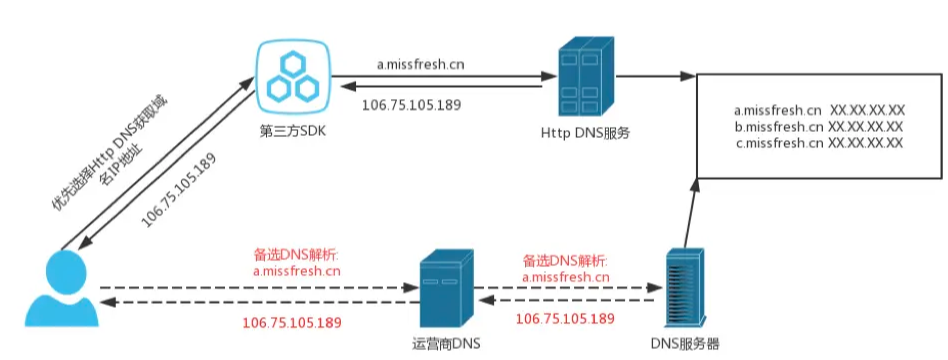 a.missfresh.cn
106.75.105.189
第三方SDK
Http DNS服务
a.missfresh.cn XX.XX.XX.XX
b.missfresh.cn XX.XX.XX.XX
c.missfresh.cn XX.XX.XX.XX
优先选择Http DNS获取域
名IP地址
106.75.105.189
备选DNS解析:
a.missfresh.cn
106.75.105.189
备选DNS解析:
a.missfresh.cn
106.75.105.189
运营商DNS
DNS服务器